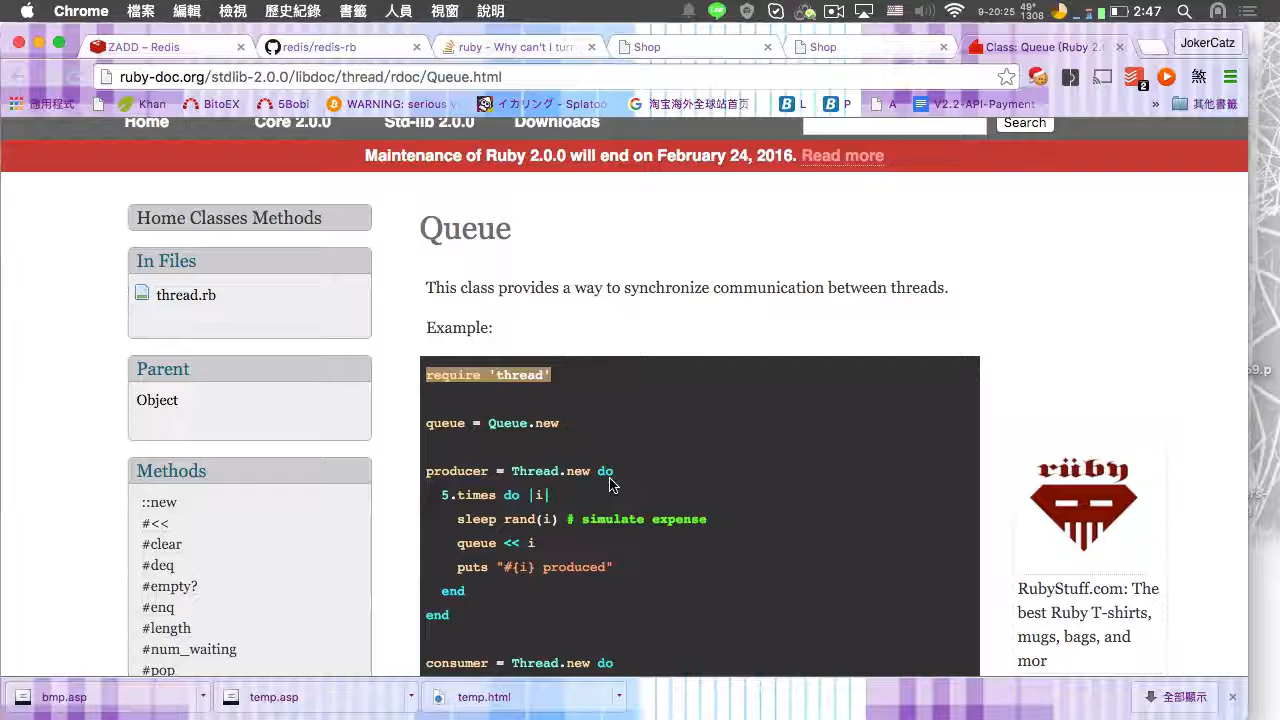 Chrome 檔案 編輯 檢視 歷史紀錄 書籤 人員 視窗 說明 9-20:25 48° 1308 2:47
ZADD – Redis × redis/redis-rb × ruby - Why can't I turn × Shop × Shop × Class: Queue (Ruby 2. × JokerCatz
ruby-doc.org/stdlib-2.0.0/libdoc/thread/rdoc/Queue.html 2 煞
應用程式 Khan BITEX 5Bobi WARNING: serious イカリング - Splatoo 淘宝海外全球站首页 L P A V2.2-API-Payment » 其他書籤
Home Core 2.0.0 Std-lib 2.0.0 Downloads Search
Maintenance of Ruby 2.0.0 will end on February 24, 2016. Read more
Home Classes Methods
In Files
thread.rb
Parent
Object
Methods
::new
#<<
#clear
#deq
#empty?
#enq
#length
#num_waiting
#pop
Queue
This class provides a way to synchronize communication between threads.
Example:
require 'thread'
queue = Queue.new
producer = Thread.new do
5.times do |i|
sleep rand(i) # simulate expense
queue << i
puts "#{i} produced"
end
end
consumer = Thread.new do
rüby
RubyStuff.com: The
best Ruby T-shirts,
mugs, bags, and
mor
59.p
bmp.asp temp.asp temp.html 全部顯示 ×